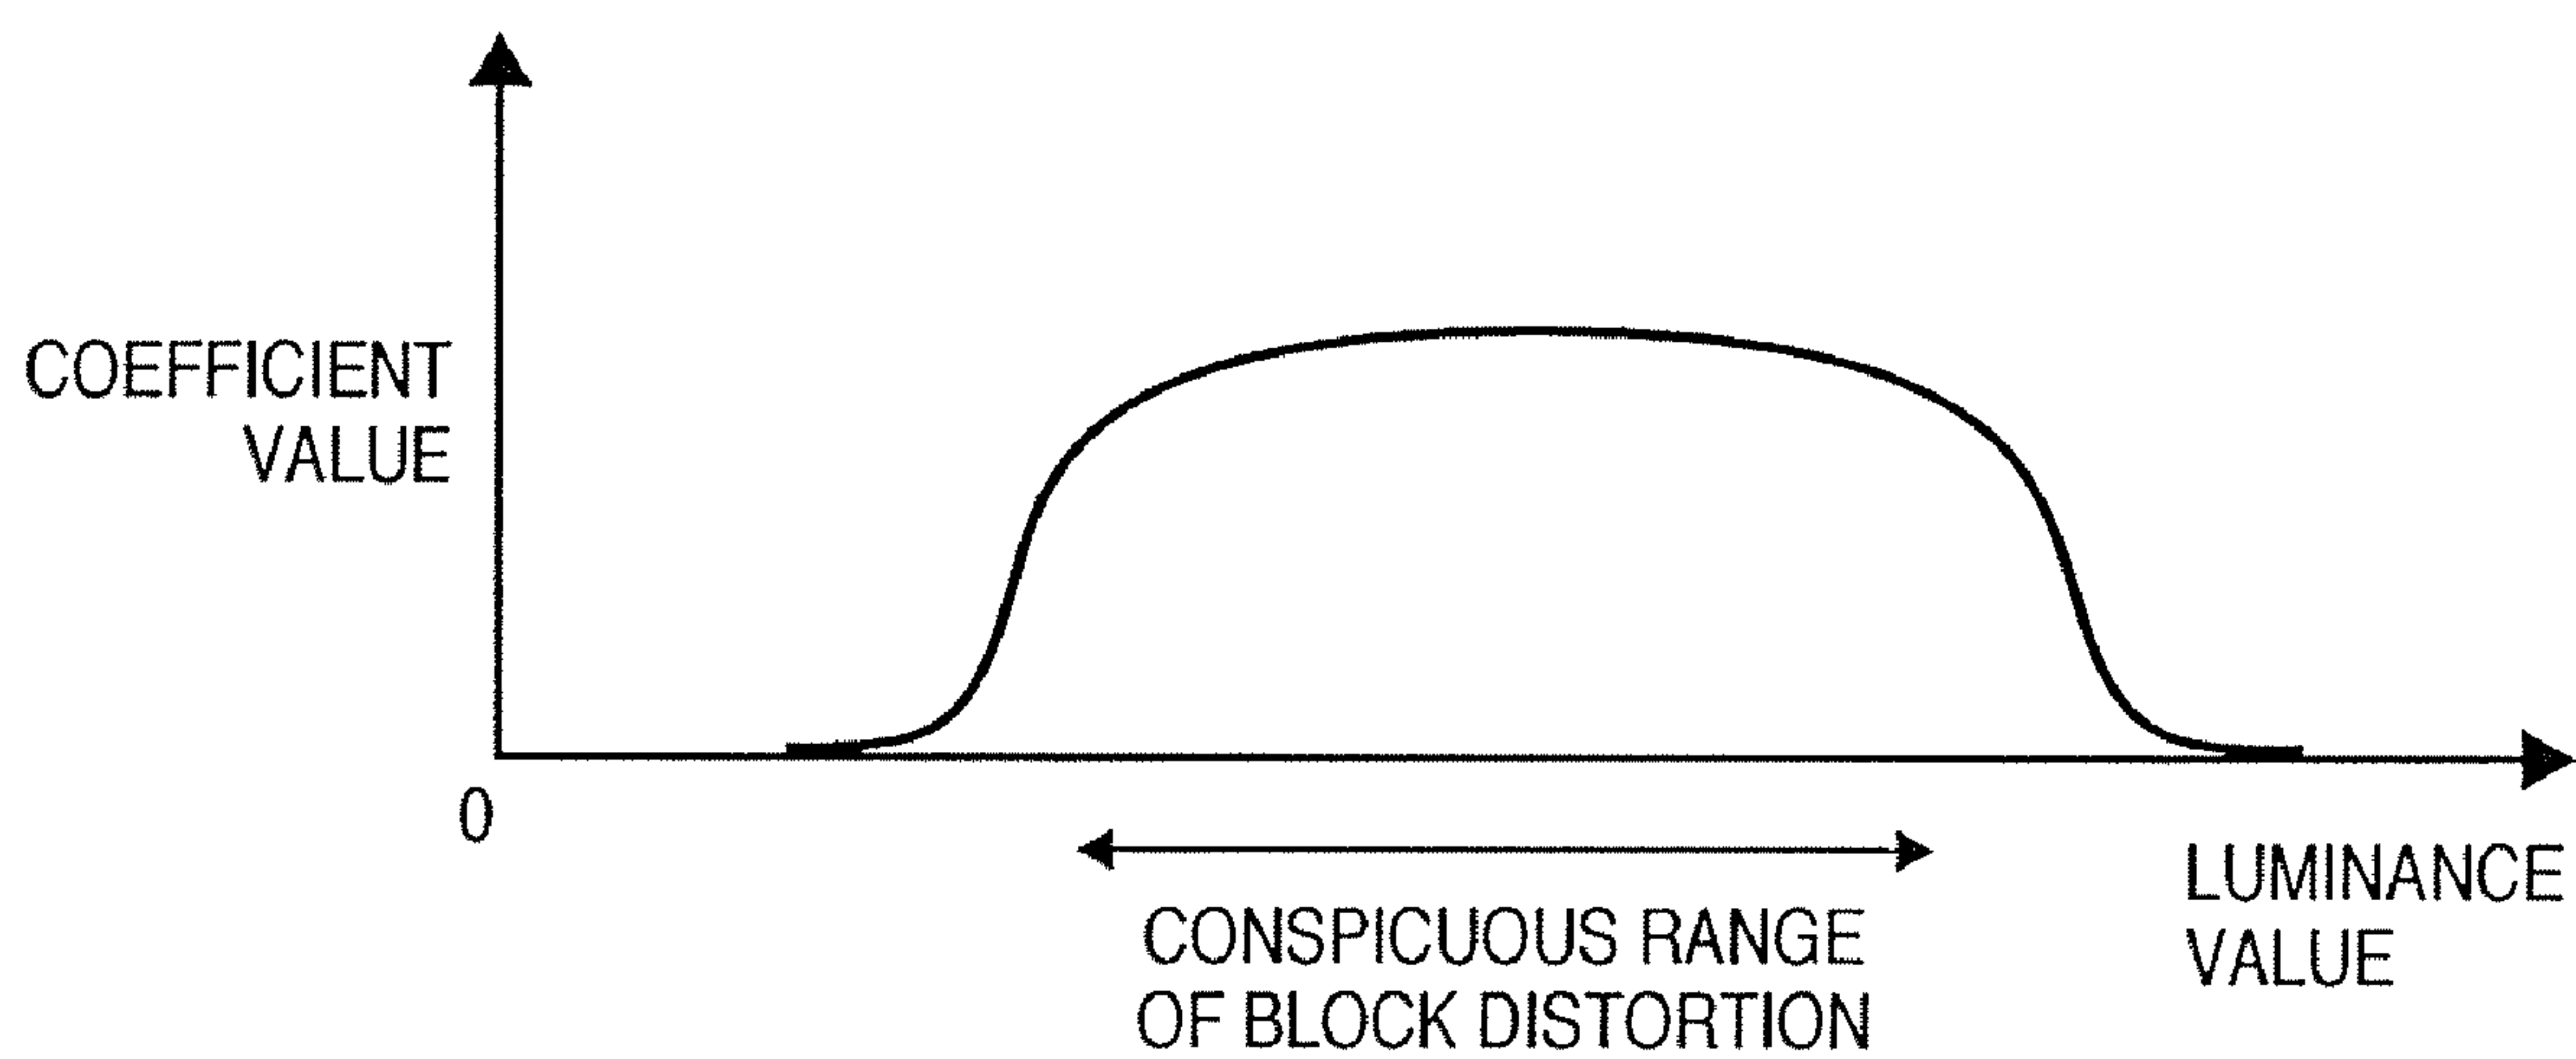 COEFFICIENT
VALUE
0
LUMINANCE
VALUE
CONSPICUOUS RANGE
OF BLOCK DISTORTION